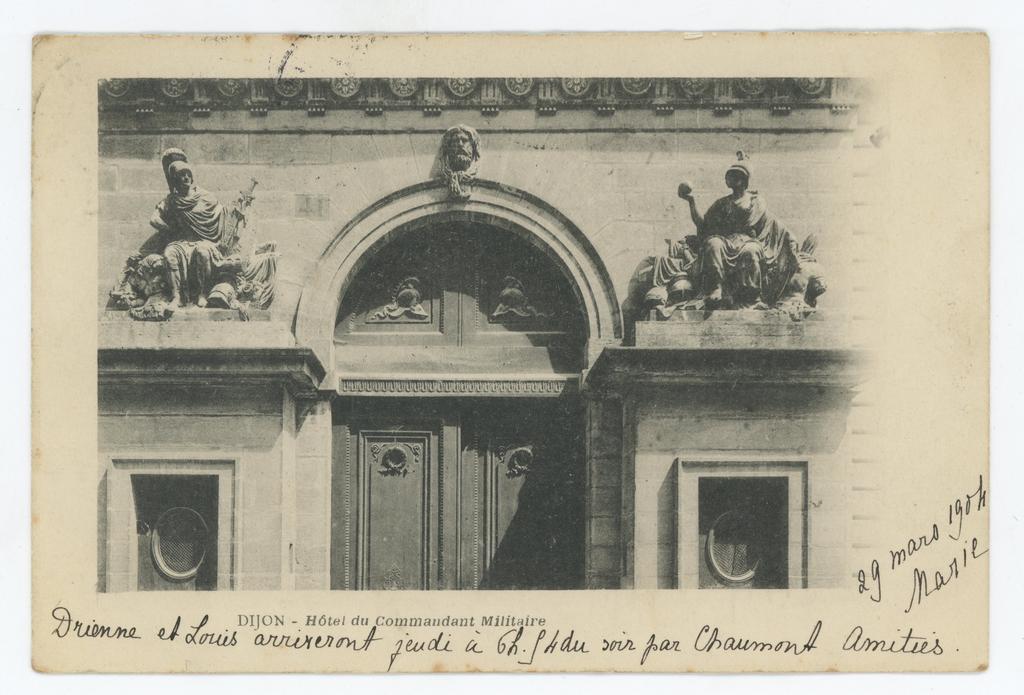 29 mars 1904
Marie
DIJON - Hôtel du Commandant Militaire
Drienne et Louis arriveront jeudi à 6h.54 du soir par Chaumont Amitiés.